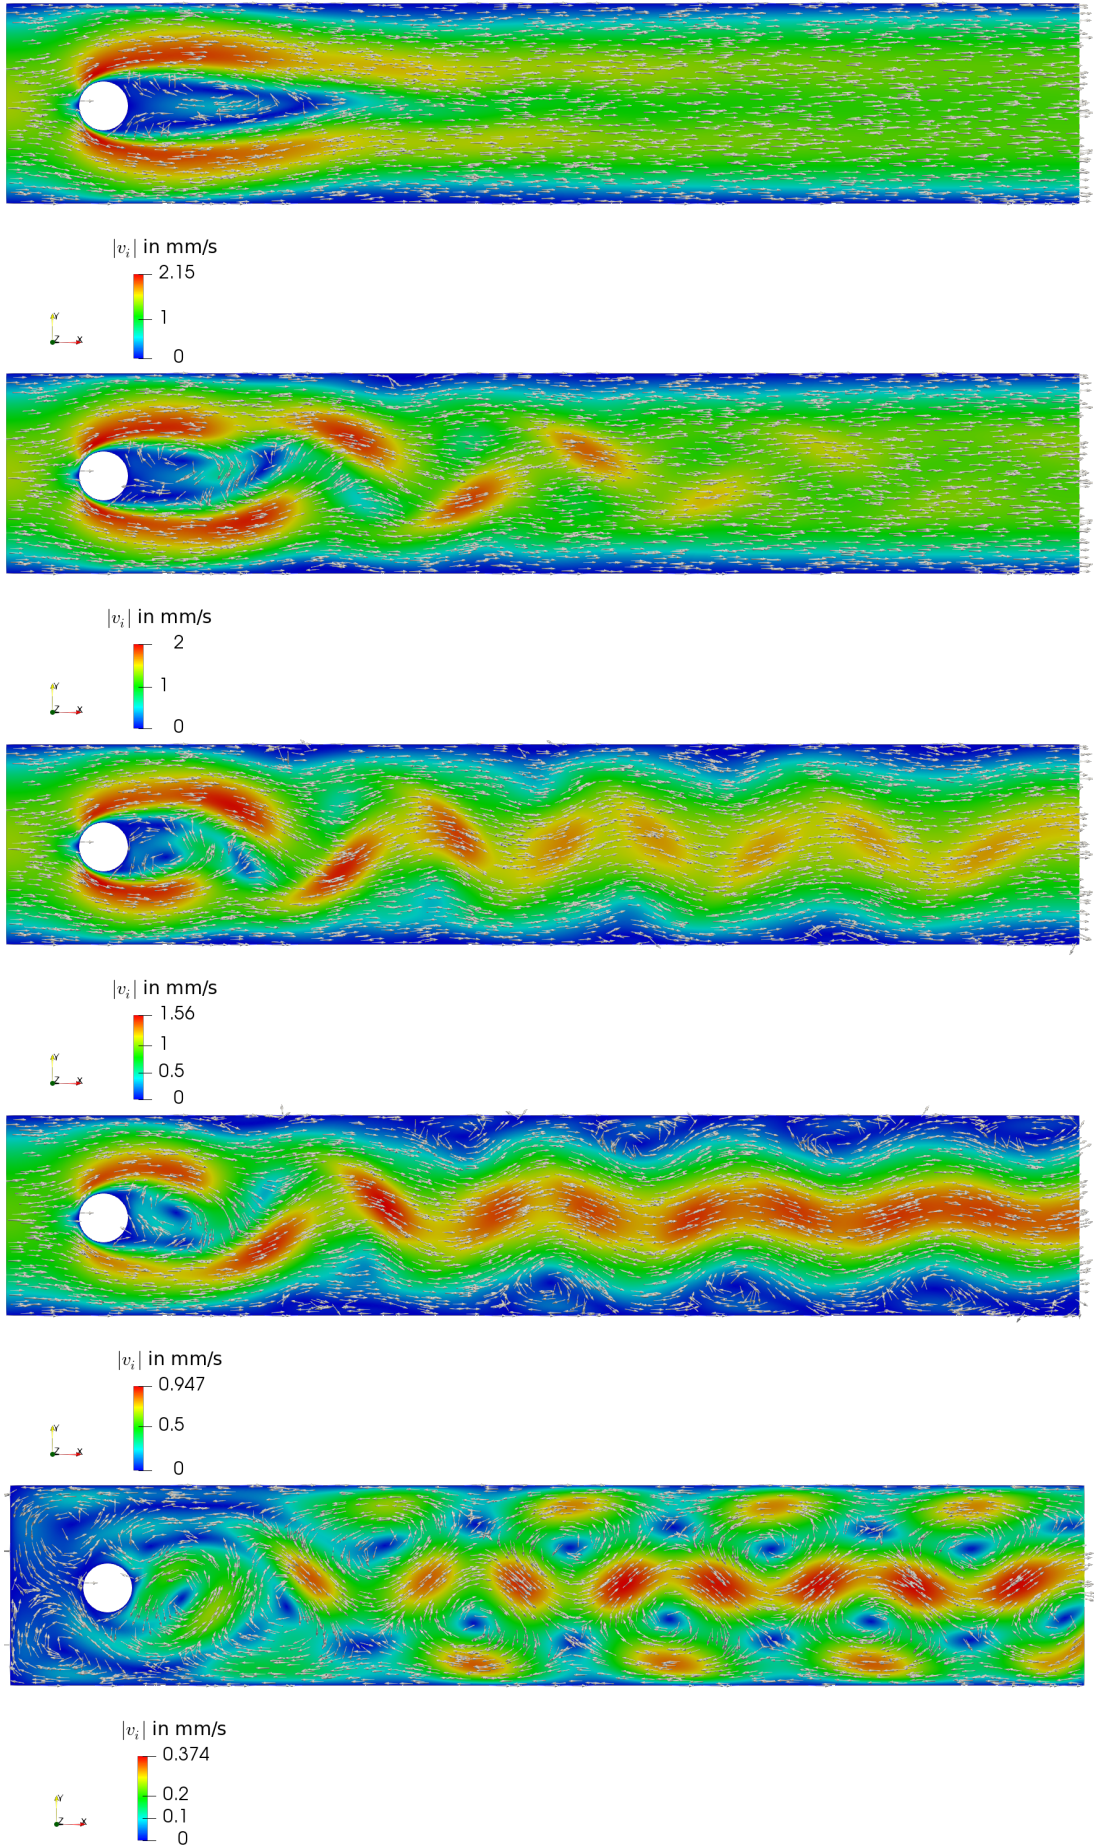 |v_i| in mm/s
2.15
1
0
Y
Z X
|v_i| in mm/s
2
1
0
Y
Z X
|v_i| in mm/s
1.56
1
0.5
0
Y
Z X
|v_i| in mm/s
0.947
0.5
0
Y
Z X
|v_i| in mm/s
0.374
0.2
0.1
0
Y
Z X